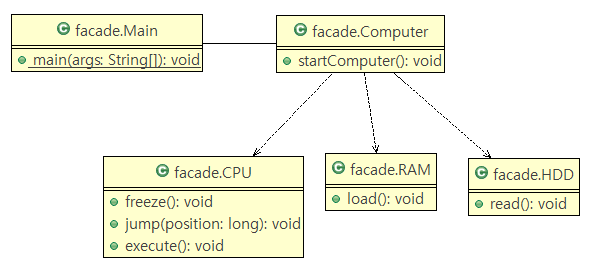 facade.Main
main(args: String[]): void
facade.Computer
startComputer(): void
facade.CPU
freeze(): void
jump(position: long): void
execute(): void
facade.RAM
load(): void
facade.HDD
read(): void